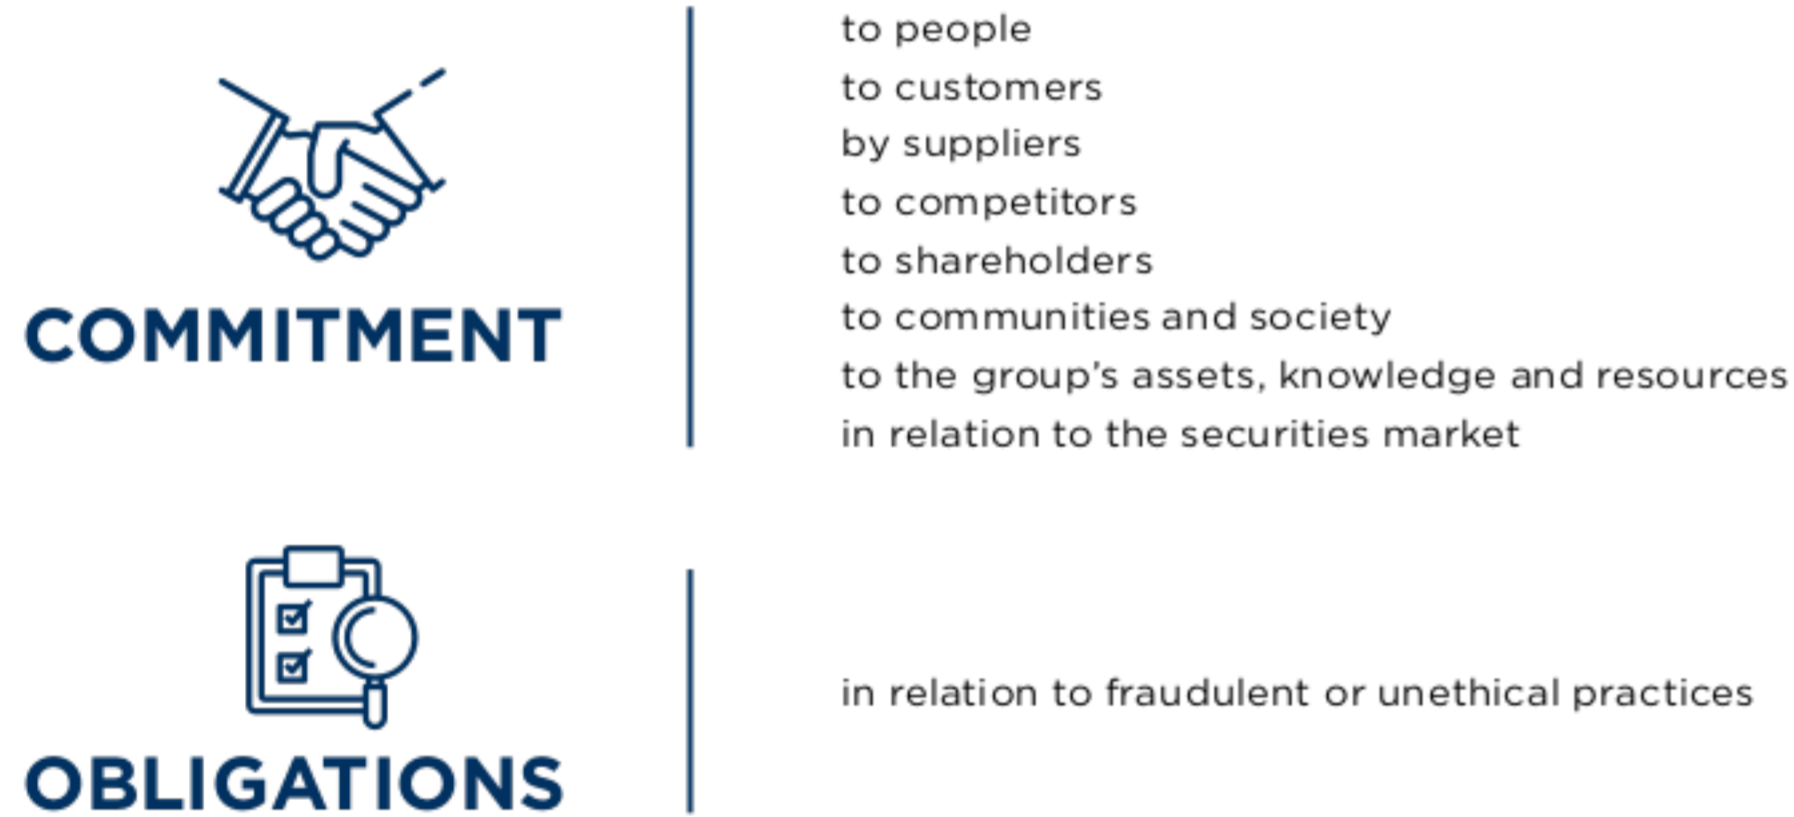 COMMITMENT
to people
to customers
by suppliers
to competitors
to shareholders
to communities and society
to the group’s assets, knowledge and resources
in relation to the securities market
OBLIGATIONS
in relation to fraudulent or unethical practices